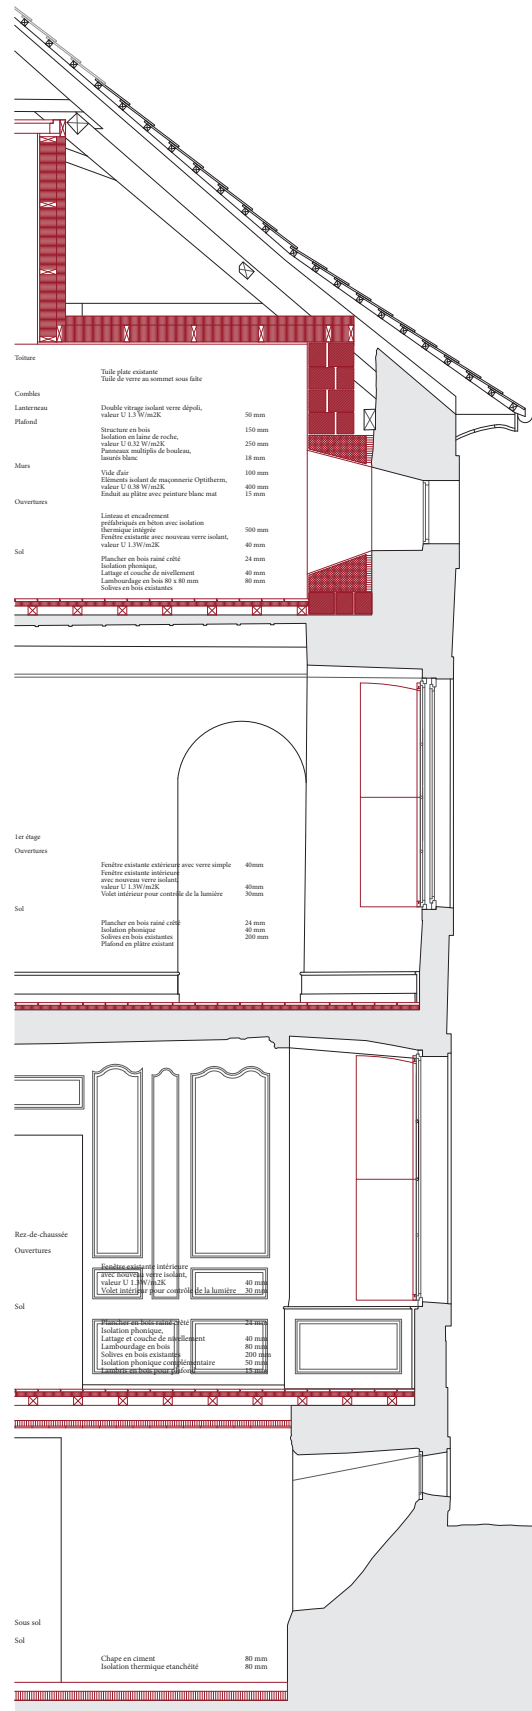 Toiture
Tuile plate existante
Tuile de verre au sommet sous faîte
Combles
Lanterneau Double vitrage isolant verre dépoli,
valeur U 1.3 W/m2K 50 mm
Plafond
Structure en bois 150 mm
Isolation en laine de roche,
valeur U 0.32 W/m2K 250 mm
Panneaux multiplis de bouleau,
lasurés blanc 18 mm
Murs
Vide d'air 100 mm
Eléments isolant de maçonnerie Optitherm,
valeur U 0.38 W/m2K 400 mm
Enduit au plâtre avec peinture blanc mat 15 mm
Ouvertures
Linteau et encadrement
préfabriqués en béton avec isolation
thermique intégrée 500 mm
Fenêtre existante avec nouveau verre isolant,
valeur U 1.3W/m2K 40 mm
Sol
Plancher en bois rainé crêté 24 mm
Isolation phonique,
Lattage et couche de nivellement 40 mm
Lambourdage en bois 80 x 80 mm 80 mm
Solives en bois existantes
1er étage
Ouvertures
Fenêtre existante extérieure avec verre simple 40mm
Fenêtre existante intérieure
avec nouveau verre isolant,
valeur U 1.3W/m2K 40mm
Volet intérieur pour contrôle de la lumière 30mm
Sol
Plancher en bois rainé crêté 24 mm
Isolation phonique 40 mm
Solives en bois existantes 200 mm
Plafond en plâtre existant
Rez-de-chaussée
Ouvertures
Fenêtre existante intérieure
avec nouveau verre isolant,
valeur U 1.3W/m2K 40 mm
Volet intérieur pour contrôle de la lumière 30 mm
Sol
Plancher en bois rainé crêté 24 mm
Isolation phonique,
Lattage et couche de nivellement 40 mm
Lambourdage en bois 80 mm
Solives en bois existantes 200 mm
Isolation phonique complémentaire 50 mm
Lambris en bois pour plafond 15 mm
Sous sol
Sol
Chape en ciment 80 mm
Isolation thermique etanchéité 80 mm